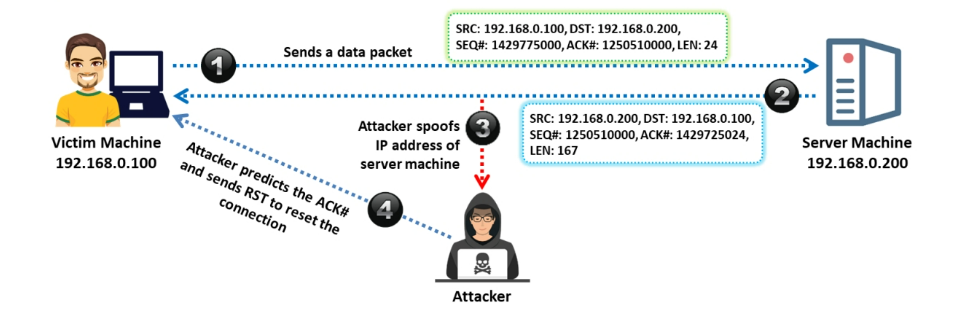 SRC: 192.168.0.100, DST: 192.168.0.200,
SEQ#: 1429775000, ACK#: 1250510000, LEN: 24
Sends a data packet
1
2
Victim Machine
192.168.0.100
Attacker spoofs
IP address of
server machine
3
SRC: 192.168.0.200, DST: 192.168.0.100,
SEQ#: 1250510000, ACK#: 1429725024,
LEN: 167
Server Machine
192.168.0.200
Attacker predicts the ACK#
and sends RST to reset the
connection
4
Attacker